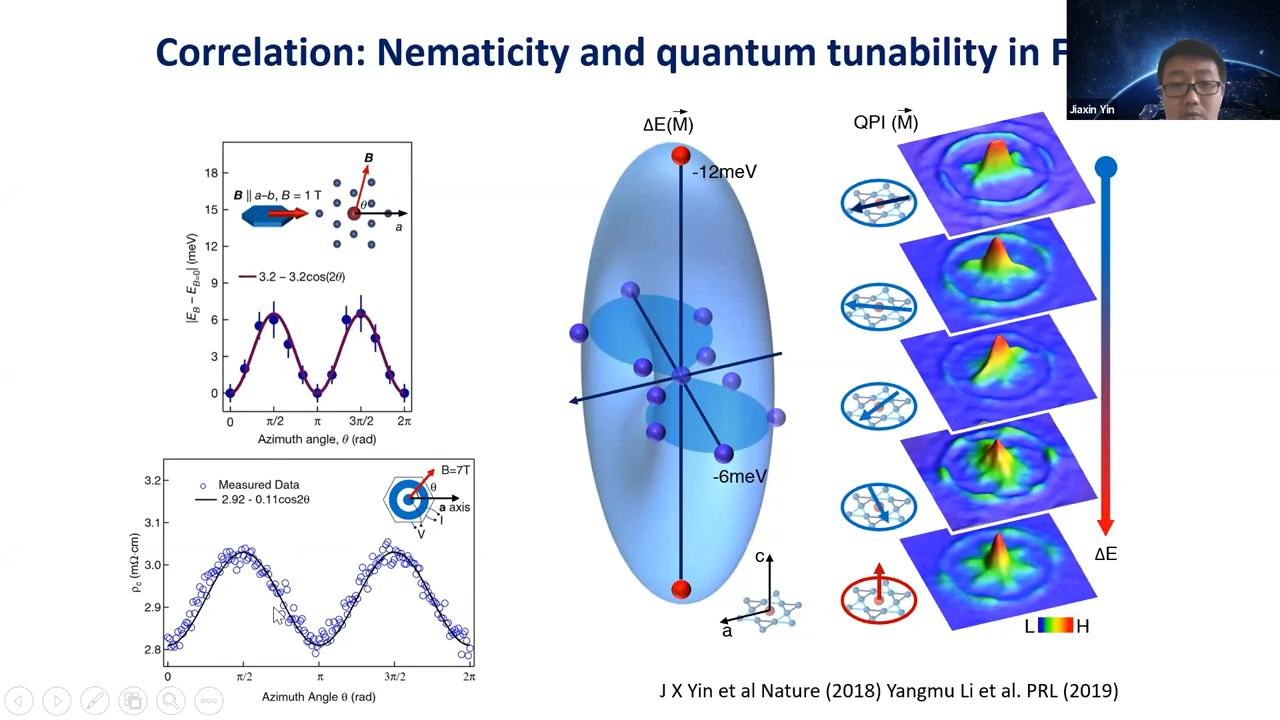 Correlation: Nematicity and quantum tunability in F
Jiaxin Yin
|E_B – E_{B=0}| (meV)
18
15
12
9
6
3
0
B
B ∥ a–b, B = 1 T
θ
a
3.2 – 3.2cos(2θ)
0
π/2
π
3π/2
2π
Azimuth angle, θ (rad)
ρc (mΩ·cm)
3.2
3.1
3.0
2.9
2.8
Measured Data
2.92 - 0.11cos2θ
B=7T
θ
a axis
I
V
0
π/2
π
3π/2
2π
Azimuth Angle θ (rad)
ΔE(M⃗)
-12meV
-6meV
c
a
QPI (M⃗)
ΔE
L H
J X Yin et al Nature (2018) Yangmu Li et al. PRL (2019)